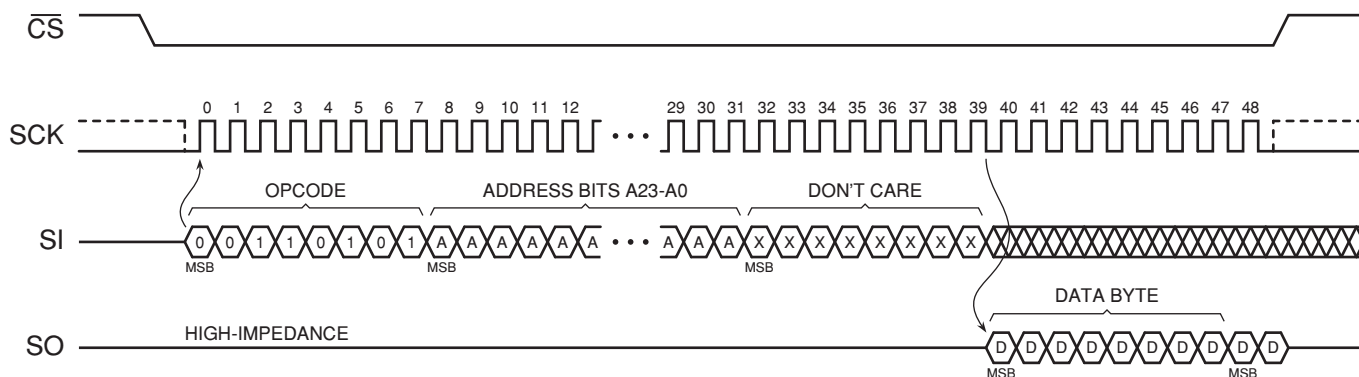 CS
0 1 2 3 4 5 6 7 8 9 10 11 12 29 30 31 32 33 34 35 36 37 38 39 40 41 42 43 44 45 46 47 48
SCK
OPCODE ADDRESS BITS A23-A0 DON'T CARE
SI 0 0 1 1 0 1 0 1 A A A A A A A A A X X X X X X X X
MSB MSB MSB
DATA BYTE
HIGH-IMPEDANCE
SO D D D D D D D D D D
MSB MSB